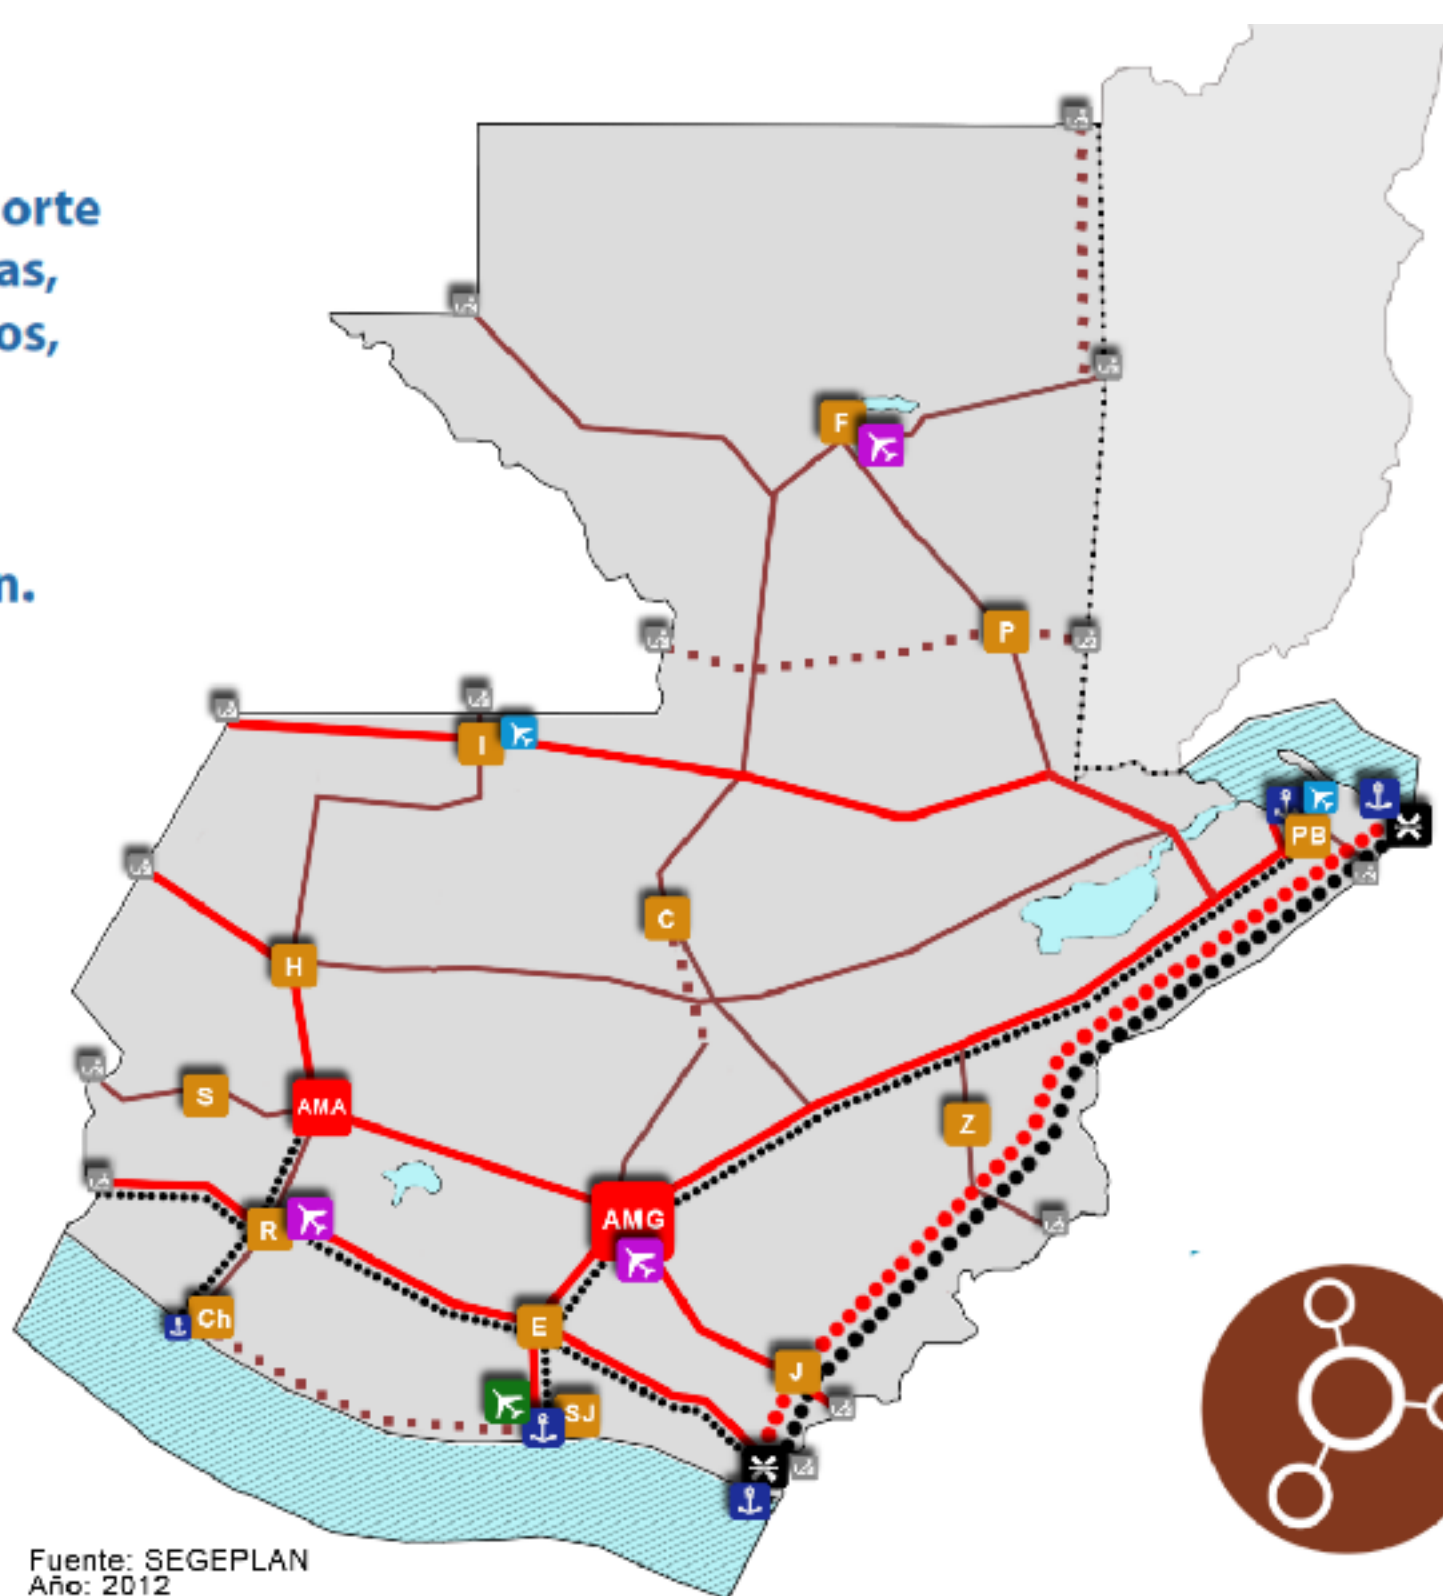 orte
as,
os,
n.
F
P
I
PB
C
H
S
AMA
Z
AMG
R
Ch
E
J
SJ
Fuente: SEGEPLAN
Año: 2012